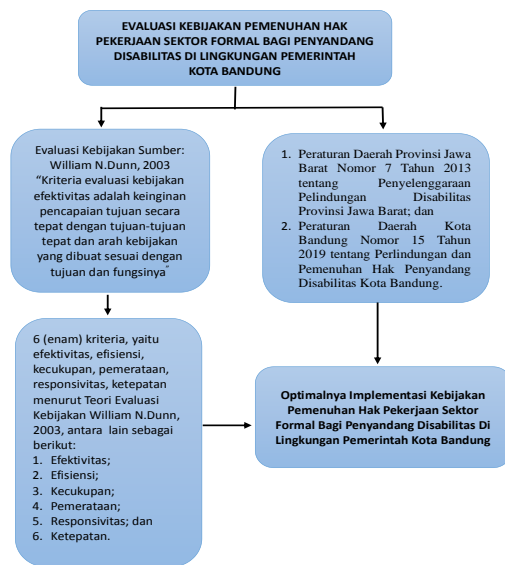 EVALUASI KEBIJAKAN PEMENUHAN HAK
PEKERJAAN SEKTOR FORMAL BAGI PENYANDANG
DISABILITAS DI LINGKUNGAN PEMERINTAH
KOTA BANDUNG
Evaluasi Kebijakan Sumber:
William N.Dunn, 2003
“Kriteria evaluasi kebijakan
efektivitas adalah keinginan
pencapaian tujuan secara
tepat dengan tujuan-tujuan
tepat dan arah kebijakan
yang dibuat sesuai dengan
tujuan dan fungsinya”
1. Peraturan Daerah Provinsi Jawa
Barat Nomor 7 Tahun 2013
tentang Penyelenggaraan
Pelindungan Disabilitas
Provinsi Jawa Barat; dan
2. Peraturan Daerah Kota
Bandung Nomor 15 Tahun
2019 tentang Perlindungan dan
Pemenuhan Hak Penyandang
Disabilitas Kota Bandung.
6 (enam) kriteria, yaitu
efektivitas, efisiensi,
kecukupan, pemerataan,
responsivitas, ketepatan
menurut Teori Evaluasi
Kebijakan William N.Dunn,
2003, antara lain sebagai
berikut:
1. Efektivitas;
2. Efisiensi;
3. Kecukupan;
4. Pemerataan;
5. Responsivitas; dan
6. Ketepatan.
Optimalnya Implementasi Kebijakan
Pemenuhan Hak Pekerjaan Sektor
Formal Bagi Penyandang Disabilitas Di
Lingkungan Pemerintah Kota Bandung